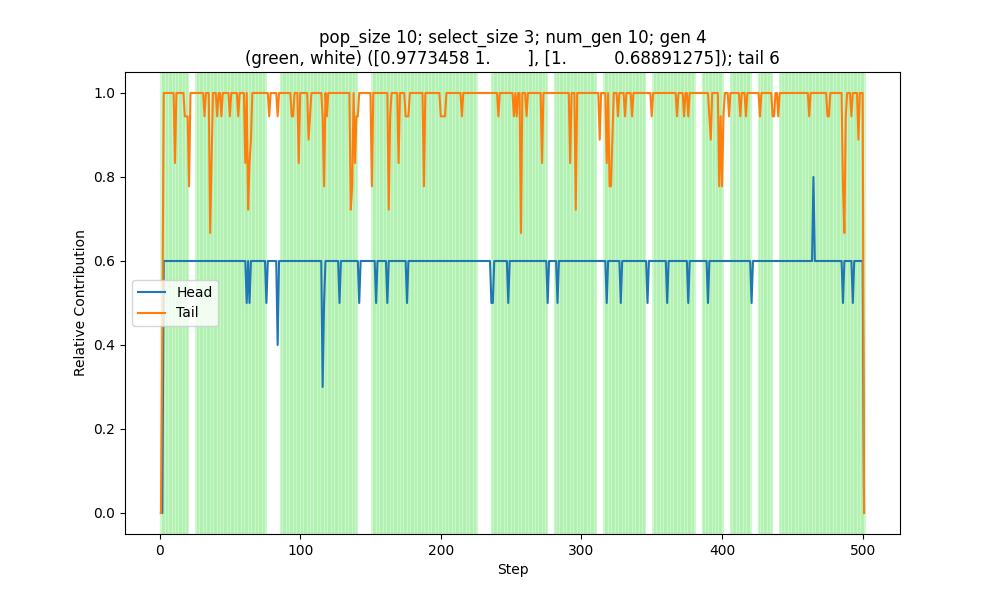 pop_size 10; select_size 3; num_gen 10; gen 4
(green, white) ([0.9773458 1.       ], [1.         0.68891275]); tail 6
1.0
0.8
0.6
0.4
0.2
0.0
Relative Contribution
Head
Tail
0 100 200 300 400 500
Step